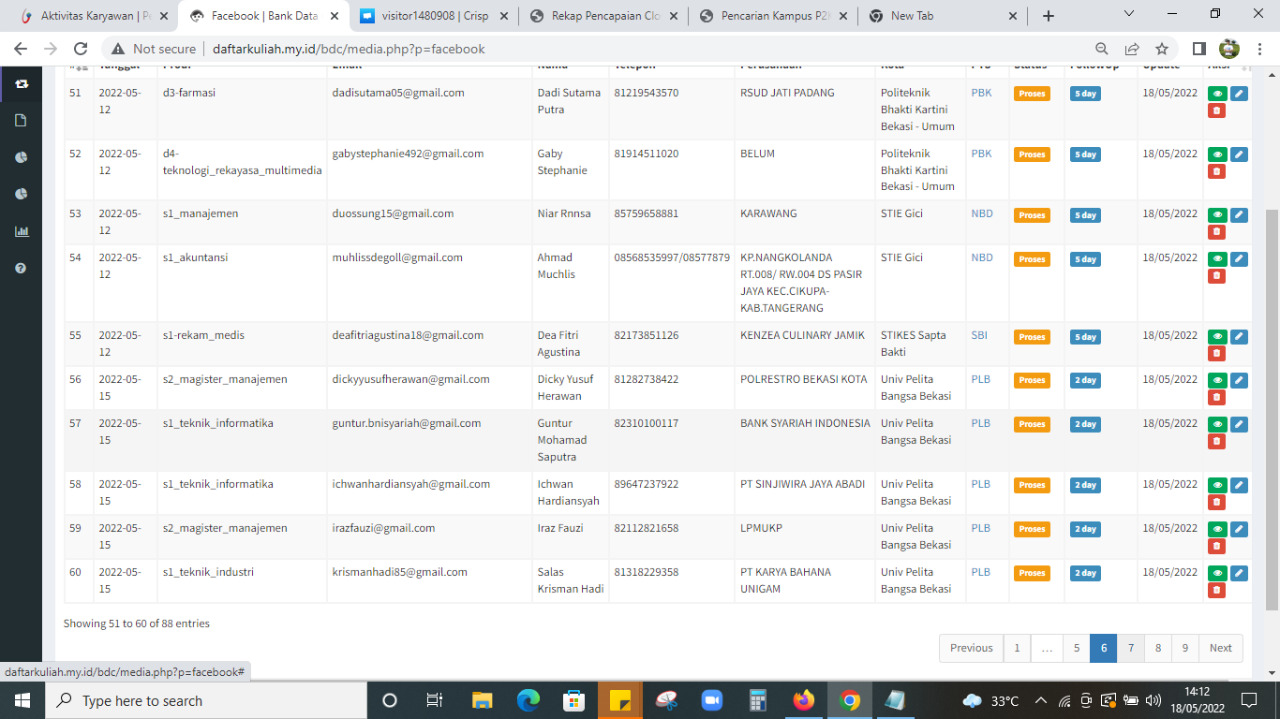 Aktivitas Karyawan | P
Facebook | Bank Data
visitor1480908 | Crisp
Rekap Pencapaian Clo
Pencarian Kampus P2K
New Tab
Not secure
daftarkuliah.my.id/bdc/media.php?p=facebook
51 2022-05-12 d3-farmasi dadisutama05@gmail.com Dadi Sutama Putra 81219543570 RSUD JATI PADANG Politeknik Bhakti Kartini Bekasi - Umum PBK Proses 5 day 18/05/2022
52 2022-05-12 d4-teknologi_rekayasa_multimedia gabystephanie492@gmail.com Gaby Stephanie 81914511020 BELUM Politeknik Bhakti Kartini Bekasi - Umum PBK Proses 5 day 18/05/2022
53 2022-05-12 s1_manajemen duossung15@gmail.com Niar Rnnsa 85759658881 KARAWANG STIE Gici NBD Proses 5 day 18/05/2022
54 2022-05-12 s1_akuntansi muhlissdegoll@gmail.com Ahmad Muchlis 08568535997/08577879 KP.NANGKOLANDA RT.008/ RW.004 DS PASIR JAYA KEC.CIKUPA-KAB.TANGERANG STIE Gici NBD Proses 5 day 18/05/2022
55 2022-05-12 s1-rekam_medis deafitriagustina18@gmail.com Dea Fitri Agustina 82173851126 KENZEA CULINARY JAMIK STIKES Sapta Bakti SBI Proses 5 day 18/05/2022
56 2022-05-15 s2_magister_manajemen dickyyusufherawan@gmail.com Dicky Yusuf Herawan 81282738422 POLRESTRO BEKASI KOTA Univ Pelita Bangsa Bekasi PLB Proses 2 day 18/05/2022
57 2022-05-15 s1_teknik_informatika guntur.bnisyariah@gmail.com Guntur Mohamad Saputra 82310100117 BANK SYARIAH INDONESIA Univ Pelita Bangsa Bekasi PLB Proses 2 day 18/05/2022
58 2022-05-15 s1_teknik_informatika ichwanhardiansyah@gmail.com Ichwan Hardiansyah 89647237922 PT SINJIWIRA JAYA ABADI Univ Pelita Bangsa Bekasi PLB Proses 2 day 18/05/2022
59 2022-05-15 s2_magister_manajemen irazfauzi@gmail.com Iraz Fauzi 82112821658 LPMUKP Univ Pelita Bangsa Bekasi PLB Proses 2 day 18/05/2022
60 2022-05-15 s1_teknik_industri krismanhadi85@gmail.com Salas Krisman Hadi 81318229358 PT KARYA BAHANA UNIGAM Univ Pelita Bangsa Bekasi PLB Proses 2 day 18/05/2022
Showing 51 to 60 of 88 entries
Previous 1 ... 5 6 7 8 9 Next
daftarkuliah.my.id/bdc/media.php?p=facebook#
Type here to search
33°C
14:12
18/05/2022